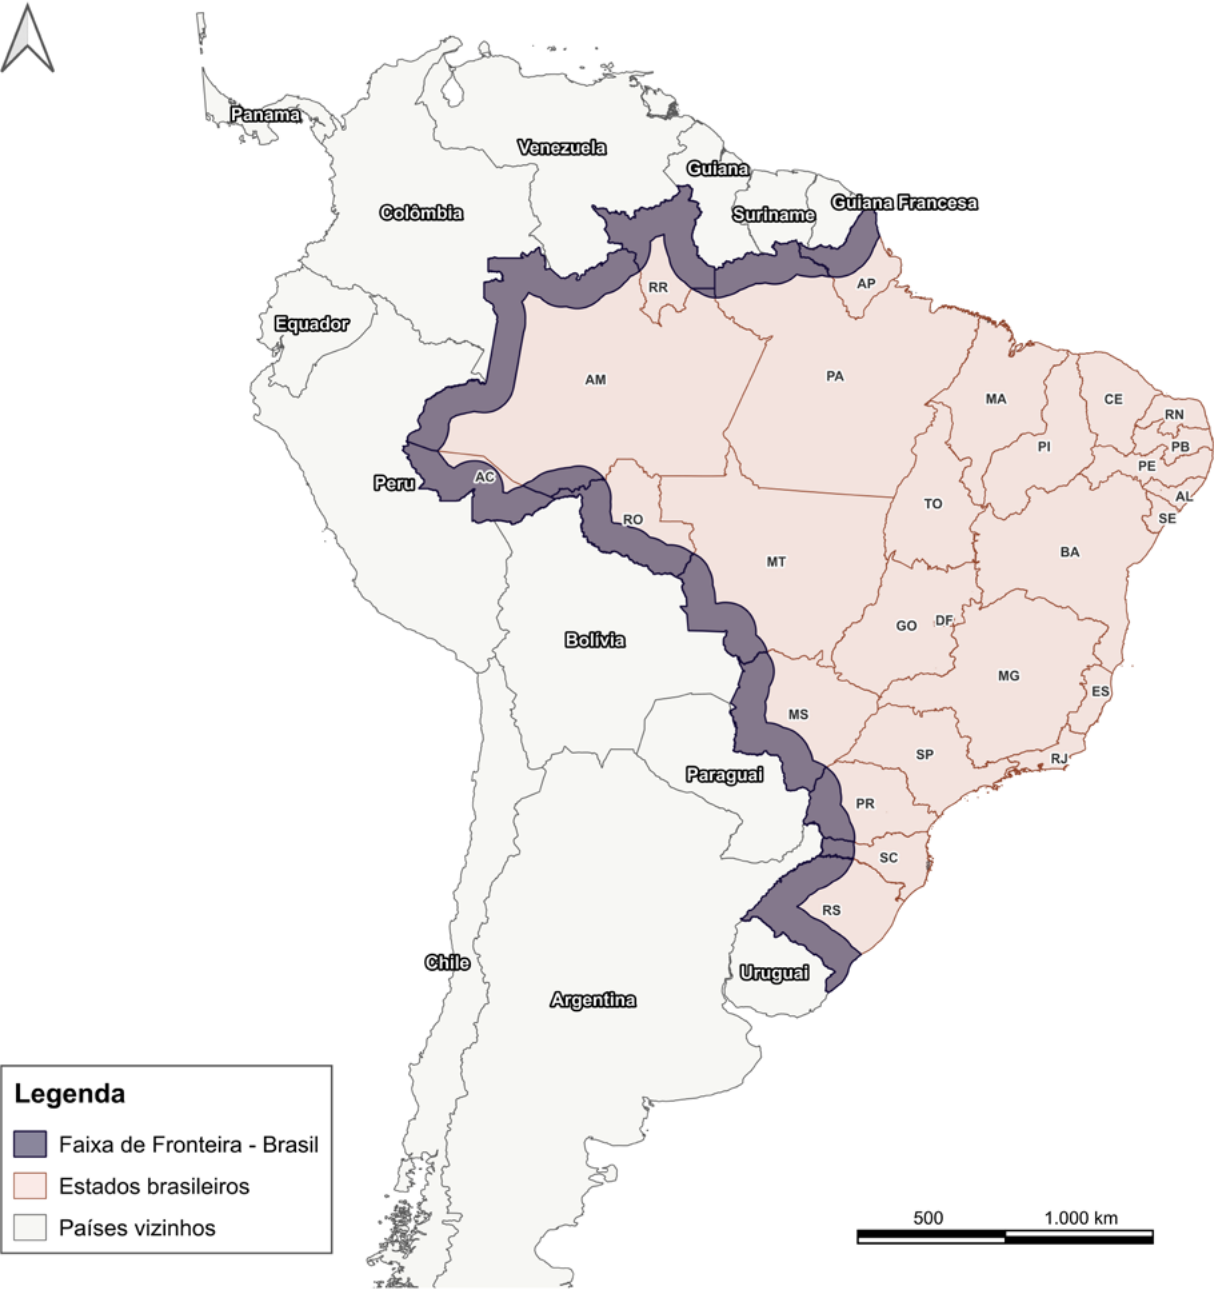 Panama
Venezuela
Guiana
Colômbia
Suriname
Guiana Francesa
RR
AP
Equador
AM
PA
MA
CE
RN
PI
PB
PE
Peru
AC
TO
AL
RO
SE
MT
BA
Bolívia
GO
DF
MG
ES
MS
SP
RJ
Paraguai
PR
SC
RS
Chile
Uruguai
Argentina
Legenda
Faixa de Fronteira - Brasil
Estados brasileiros
Países vizinhos
500
1.000 km